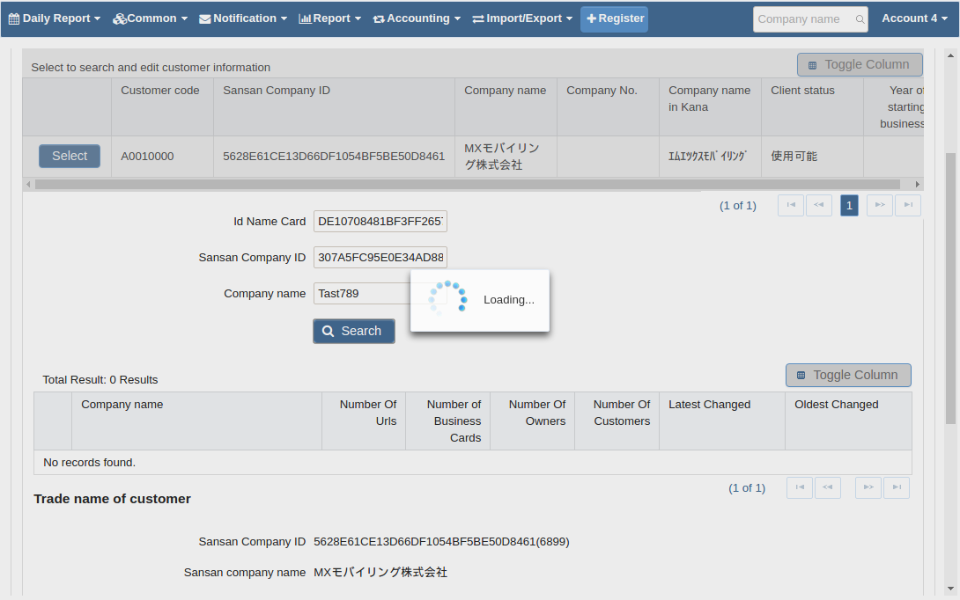 Daily Report Common Notification Report Accounting Import/Export Register Company name Account 4
Select to search and edit customer information Toggle Column
Customer code Sansan Company ID Company name Company No. Company name in Kana Client status Year of starting business
Select A0010000 5628E61CE13D66DF1054BF5BE50D8461 MXモバイリング株式会社 ｴﾑｴｯｸｽﾓﾊﾞｲﾘﾝｸﾞ 使用可能
(1 of 1) 1
Id Name Card DE10708481BF3FF265
Sansan Company ID 307A5FC95E0E34AD88
Company name Tast789
Loading...
Search
Total Result: 0 Results Toggle Column
Company name Number Of Urls Number of Business Cards Number Of Owners Number Of Customers Latest Changed Oldest Changed
No records found.
(1 of 1)
Trade name of customer
Sansan Company ID 5628E61CE13D66DF1054BF5BE50D8461(6899)
Sansan company name MXモバイリング株式会社